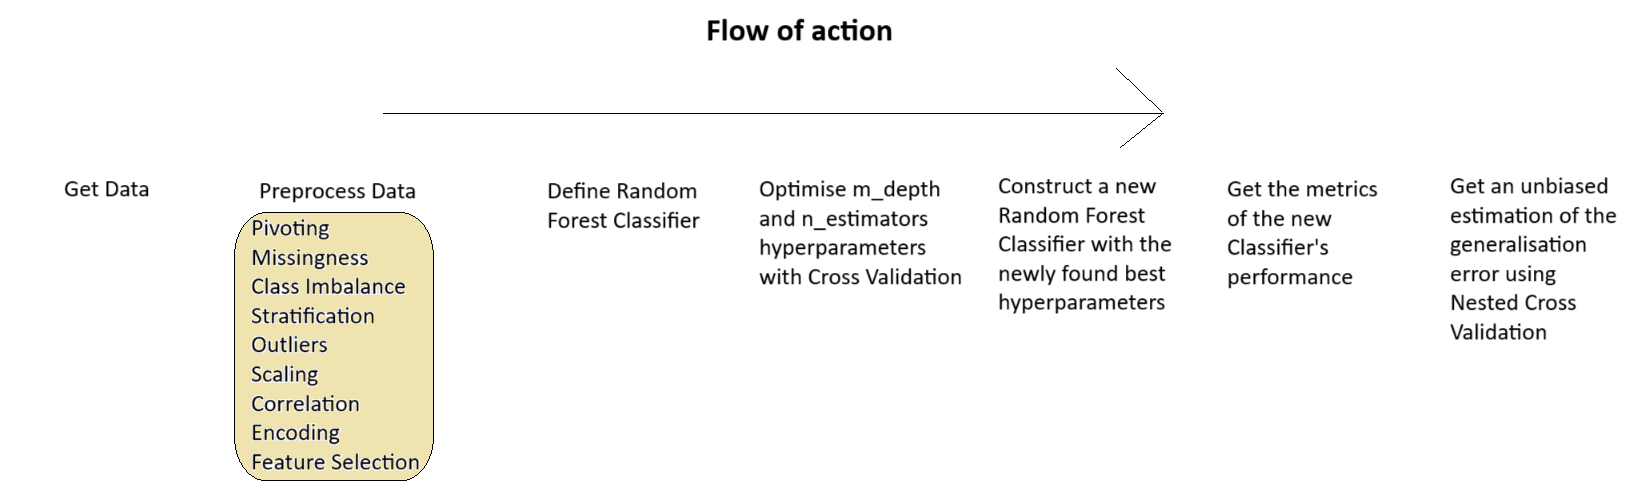 Flow of action
Get Data
Preprocess Data
Pivoting
Missingness
Class Imbalance
Stratification
Outliers
Scaling
Correlation
Encoding
Feature Selection
Define Random
Forest Classifier
Optimise m_depth
and n_estimators
hyperparameters
with Cross Validation
Construct a new
Random Forest
Classifier with the
newly found best
hyperparameters
Get the metrics
of the new
Classifier's
performance
Get an unbiased
estimation of the
generalisation
error using
Nested Cross
Validation